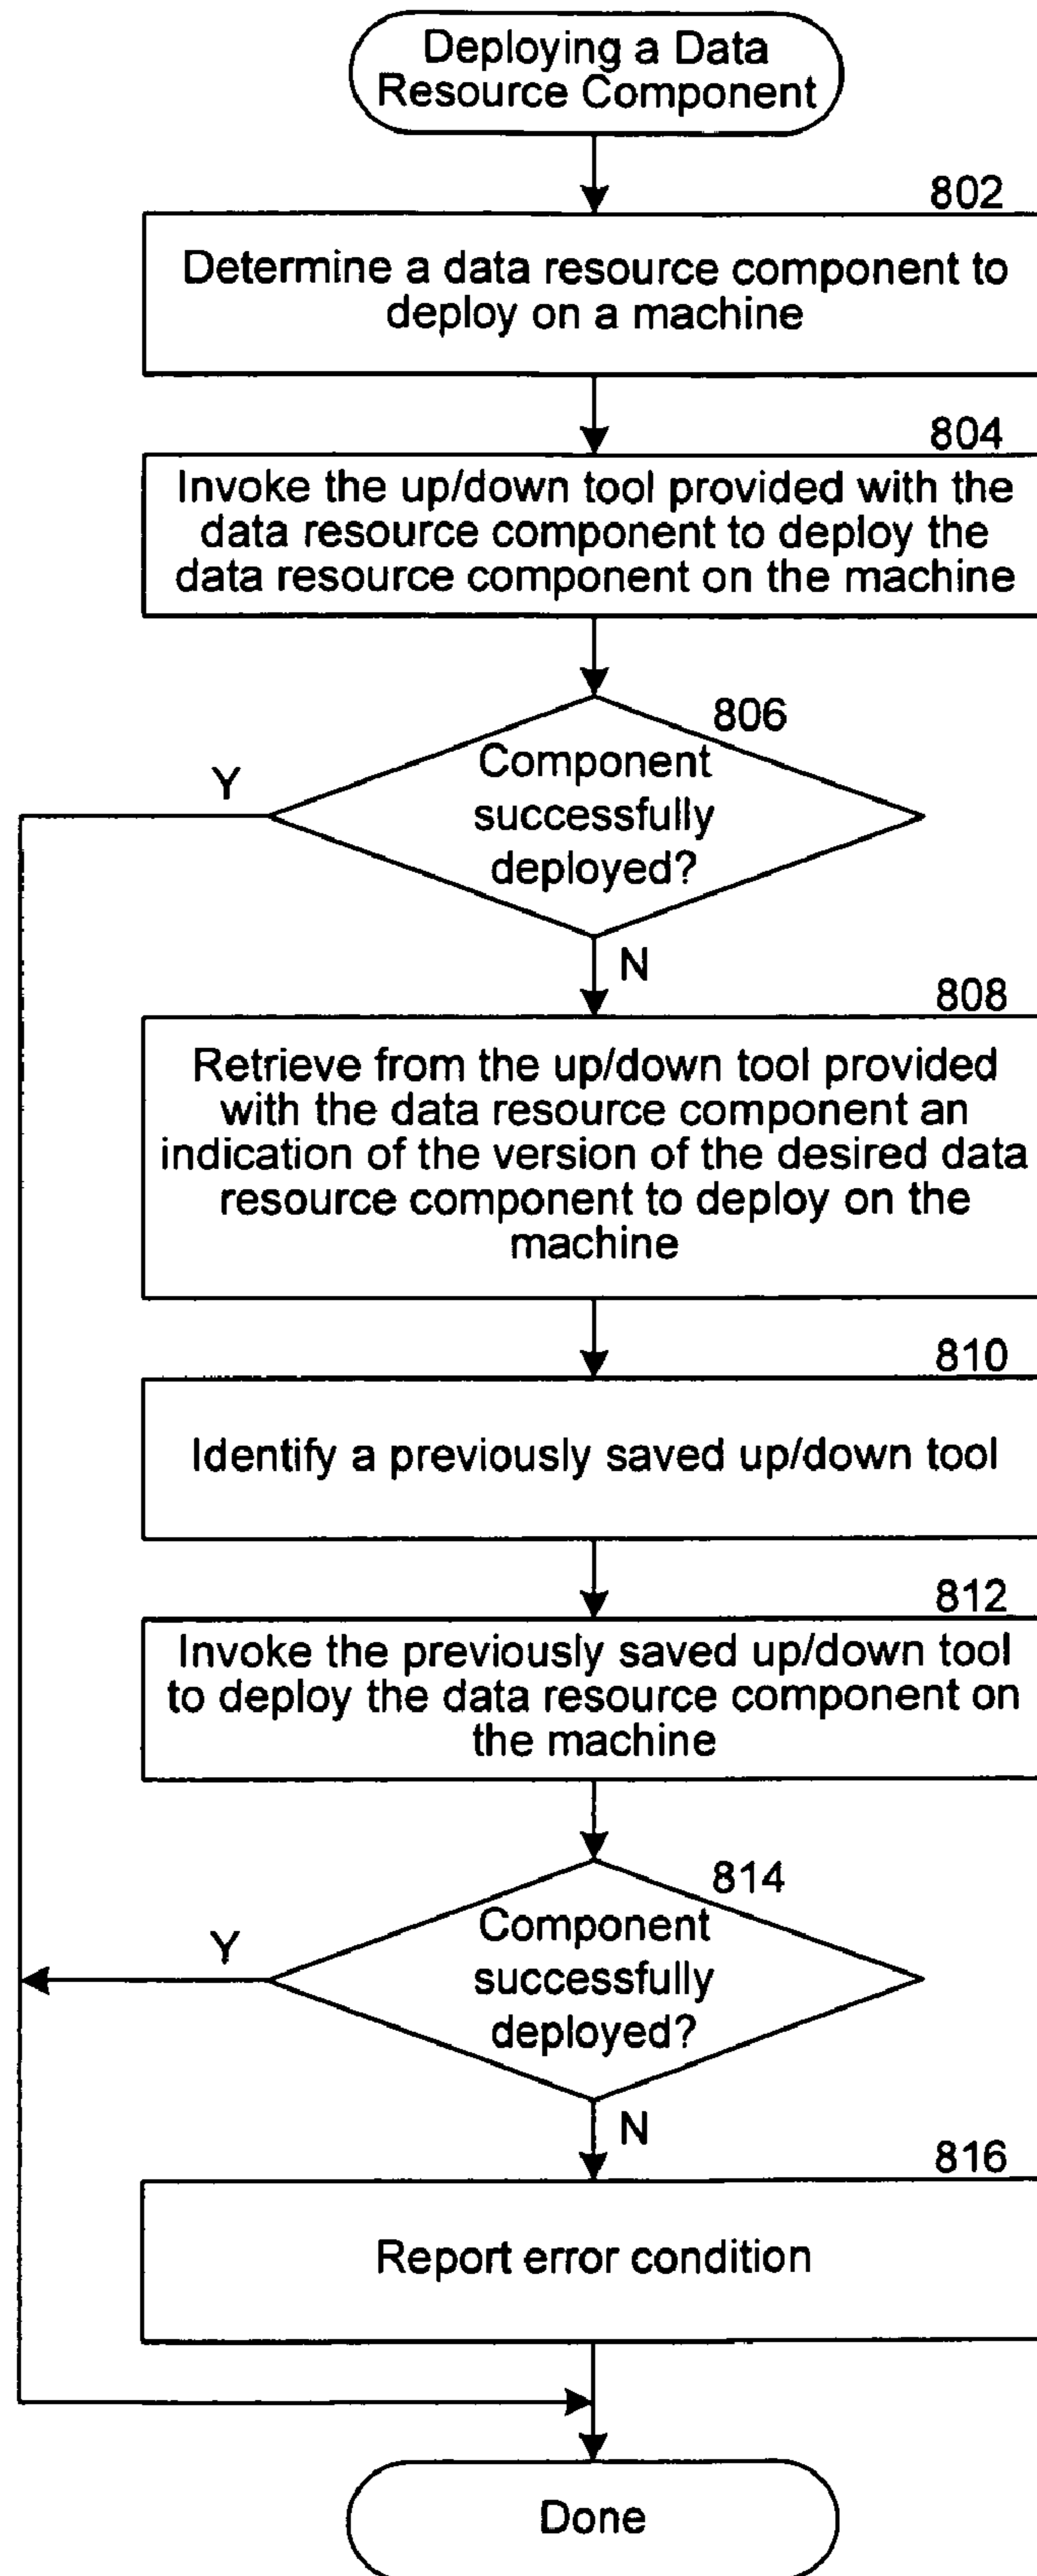 Deploying a Data
Resource Component
802
Determine a data resource component to
deploy on a machine
804
Invoke the up/down tool provided with the
data resource component to deploy the
data resource component on the machine
806
Component
successfully
deployed?
Y
N
808
Retrieve from the up/down tool provided
with the data resource component an
indication of the version of the desired data
resource component to deploy on the
machine
810
Identify a previously saved up/down tool
812
Invoke the previously saved up/down tool
to deploy the data resource component on
the machine
814
Component
successfully
deployed?
Y
N
816
Report error condition
Done